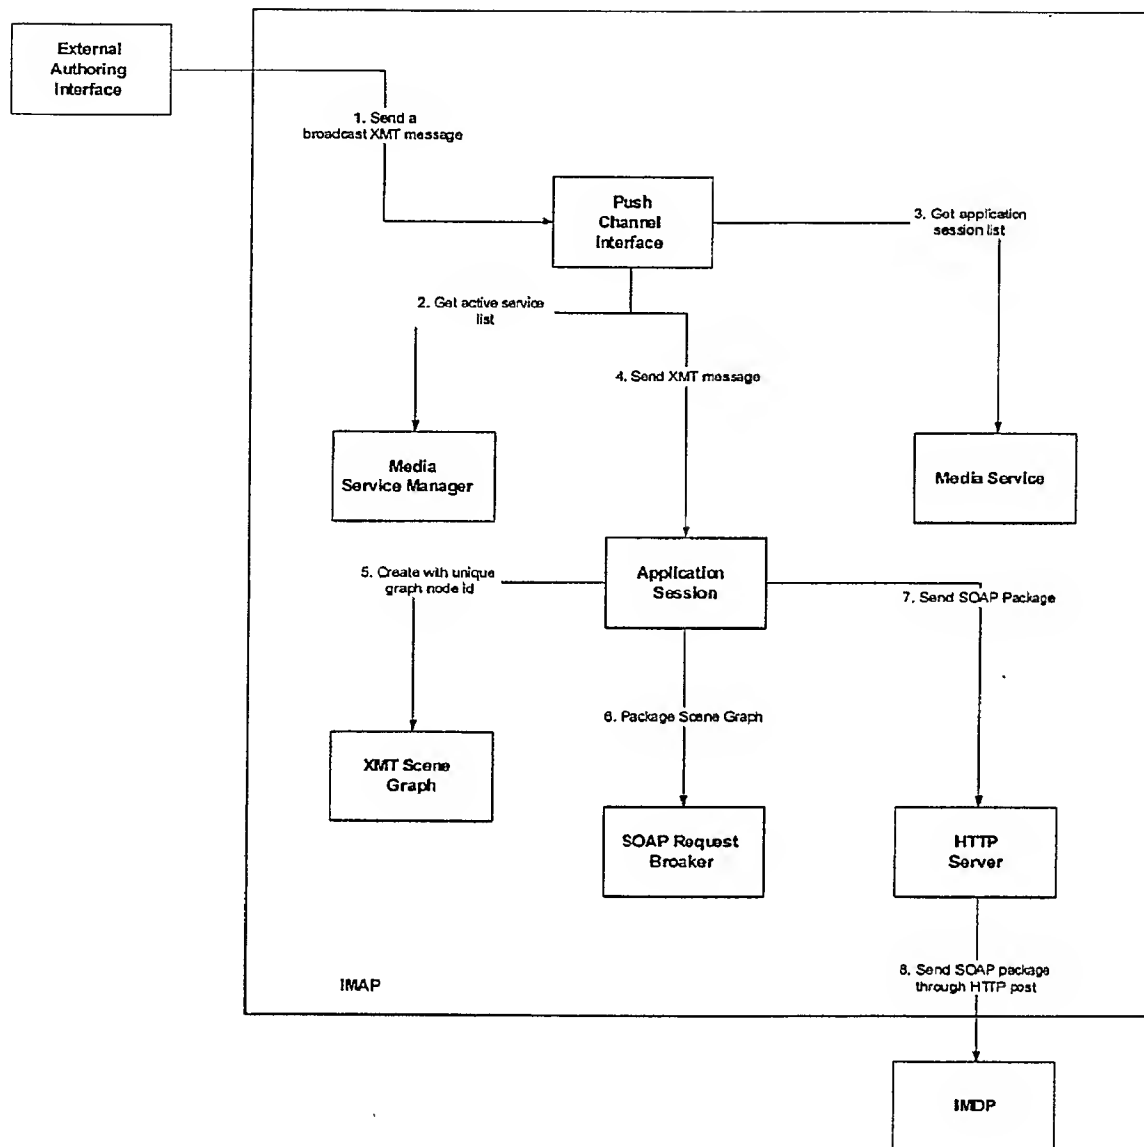 External
Authoring
Interface
1. Send a
broadcast XMT message
Push
Channel
Interface
3. Get application
session list
2. Get active service
list
4. Send XMT message
Media
Service Manager
Media Service
5. Create with unique
graph node id
Application
Session
7. Send SOAP Package
6. Package Scene Graph
XMT Scene
Graph
SOAP Request
Broaker
HTTP
Server
8. Send SOAP package
through HTTP post
IMAP
IMDP